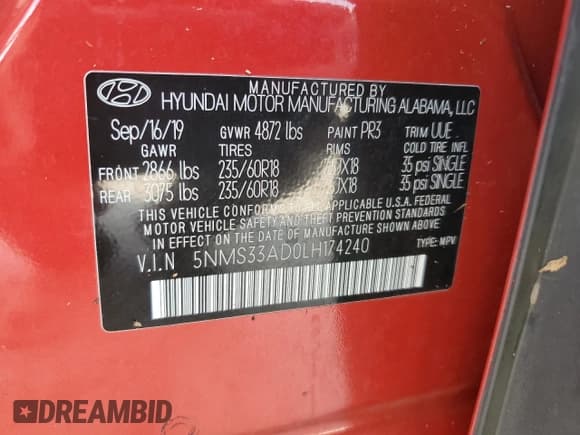 MANUFACTURED BY
HYUNDAI MOTOR MANUFACTURING ALABAMA, LLC
Sep/16/19 GVWR 4872 lbs PAINT PR3 TRIM UUE
GAWR TIRES RIMS COLD TIRE INFL
FRONT 2866 lbs 235/60R18 35 psi SINGLE
REAR 3075 lbs 235/60R18 35 psi SINGLE
THIS VEHICLE CONFORMS TO ALL APPLICABLE U.S.A. FEDERAL
MOTOR VEHICLE SAFETY AND THEFT PREVENTION STANDARDS
IN EFFECT ON THE DATE OF MANUFACTURE SHOWN ABOVE.
V.I.N 5NMS33AD0LH174240 TYPE: MPV
DREAMBID